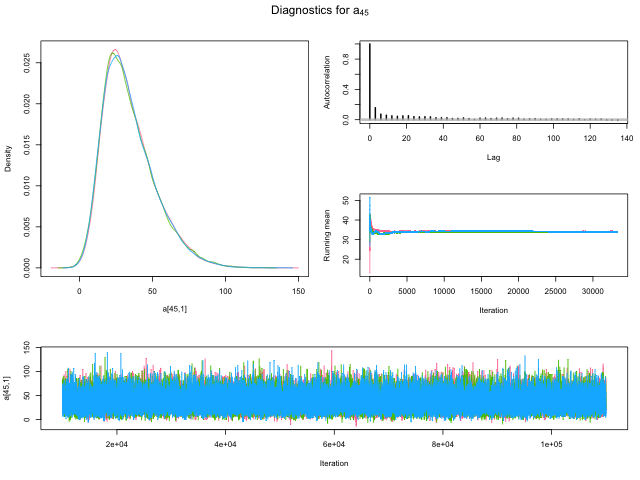 Diagnostics for a45
Density
0.000 0.005 0.010 0.015 0.020 0.025
0 50 100 150
a[45,1]
Autocorrelation
0.0 0.4 0.8
0 20 40 60 80 100 120 140
Lag
Running mean
20 30 40 50
0 5000 10000 15000 20000 25000 30000
Iteration
a[45,1]
0 50 100 150
2e+04 4e+04 6e+04 8e+04 1e+05
Iteration